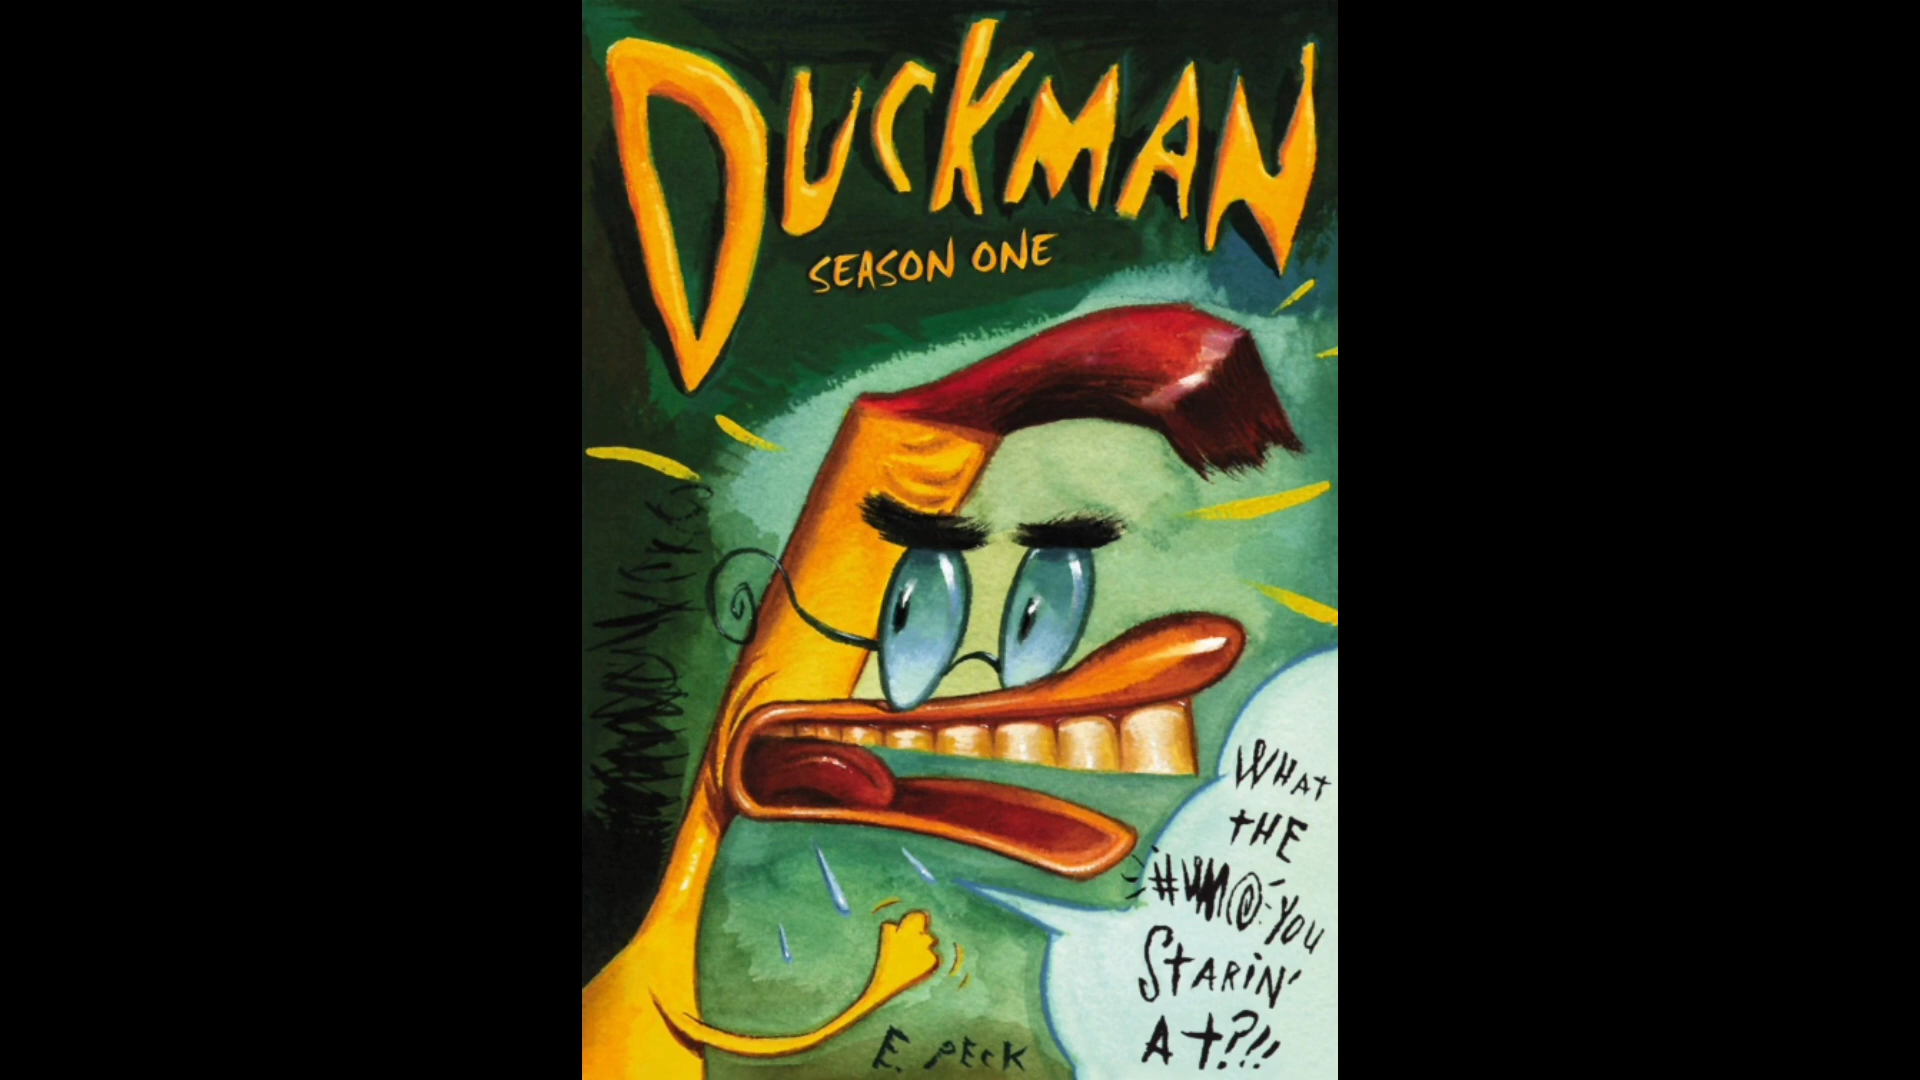 DUCKMAN
SEASON ONE
WHAT
THE
YOU
STARIN'
AT?!!
E. PECK